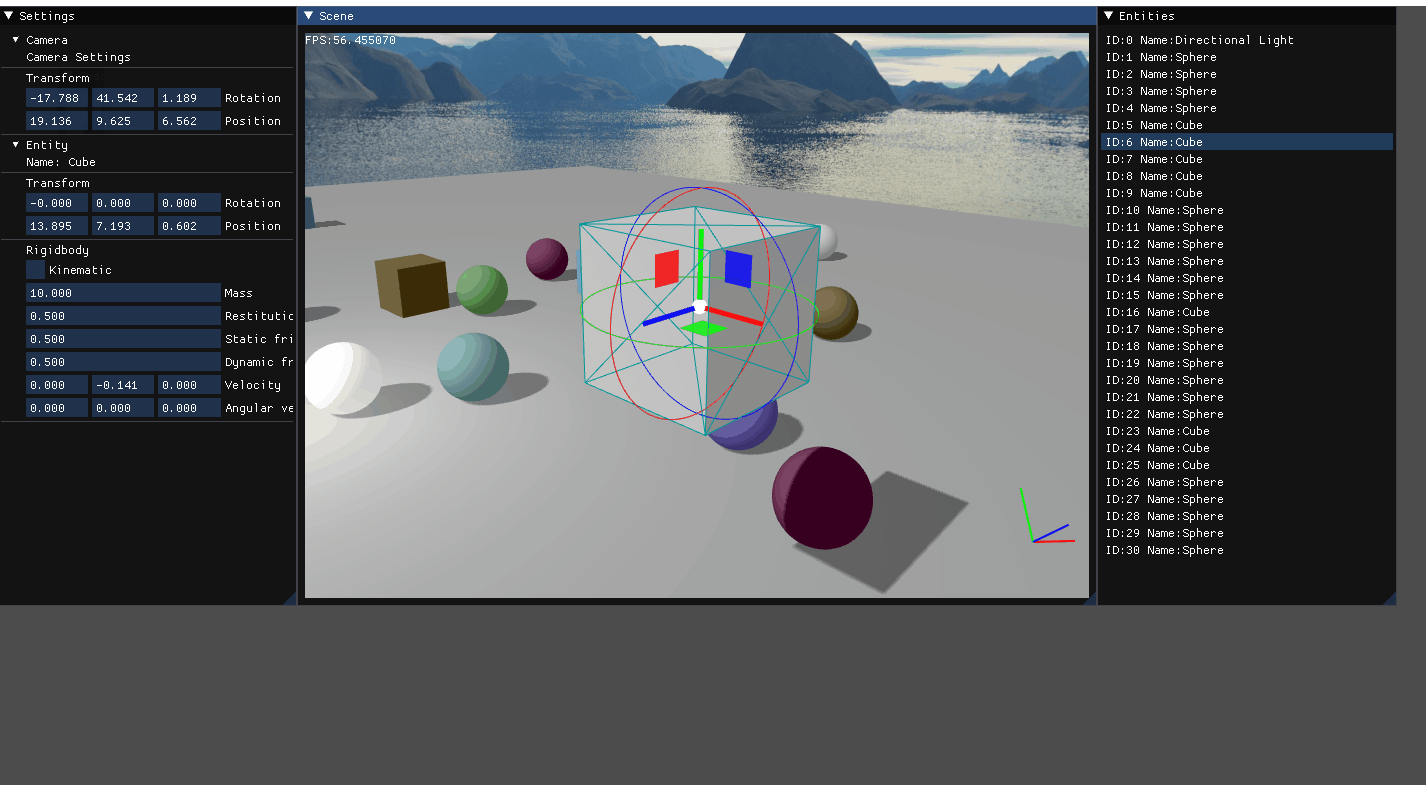 Settings
Camera
Camera Settings
Transform
-17.788 41.542 1.189 Rotation
19.136 9.625 6.562 Position
Entity
Name: Cube
Transform
-0.000 0.000 0.000 Rotation
13.895 7.193 0.602 Position
Rigidbody
Kinematic
10.000 Mass
0.500 Restitutic
0.500 Static fri
0.500 Dynamic fr
0.000 -0.141 0.000 Velocity
0.000 0.000 0.000 Angular ve
Scene
FPS:56.455070
Entities
ID:0 Name:Directional Light
ID:1 Name:Sphere
ID:2 Name:Sphere
ID:3 Name:Sphere
ID:4 Name:Sphere
ID:5 Name:Cube
ID:6 Name:Cube
ID:7 Name:Cube
ID:8 Name:Cube
ID:9 Name:Cube
ID:10 Name:Sphere
ID:11 Name:Sphere
ID:12 Name:Sphere
ID:13 Name:Sphere
ID:14 Name:Sphere
ID:15 Name:Sphere
ID:16 Name:Cube
ID:17 Name:Sphere
ID:18 Name:Sphere
ID:19 Name:Sphere
ID:20 Name:Sphere
ID:21 Name:Sphere
ID:22 Name:Sphere
ID:23 Name:Cube
ID:24 Name:Cube
ID:25 Name:Cube
ID:26 Name:Sphere
ID:27 Name:Sphere
ID:28 Name:Sphere
ID:29 Name:Sphere
ID:30 Name:Sphere